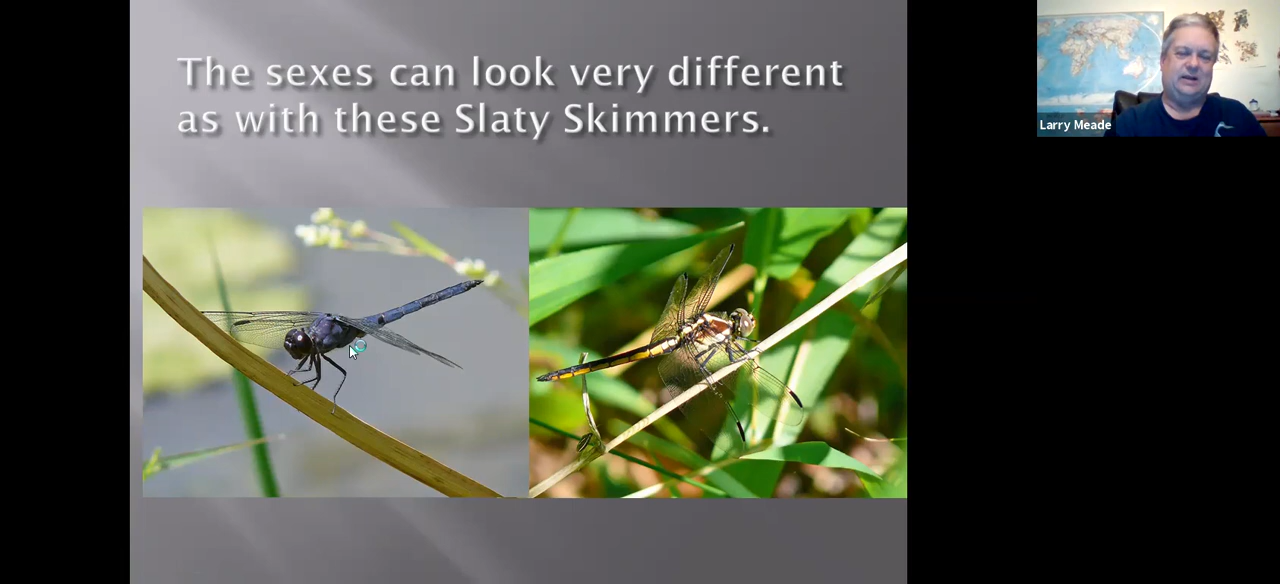 The sexes can look very different
as with these Slaty Skimmers.
Larry Meade